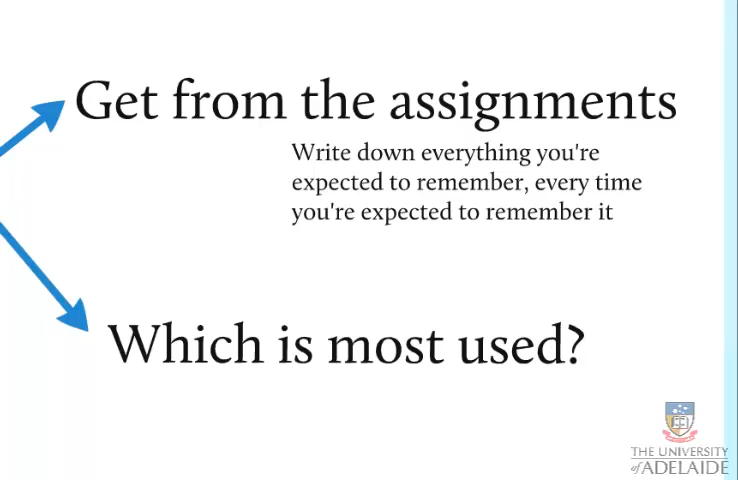 Get from the assignments
Write down everything you're
expected to remember, every time
you're expected to remember it
Which is most used?
THE UNIVERSITY
of ADELAIDE